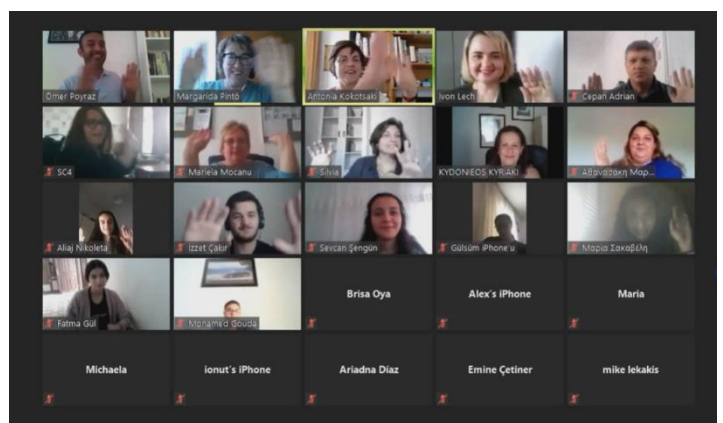 Ömer Poyraz
Margarida Pinto
Antonia Kokotsaki
Ivon Lech
Cepan Adrian
SC4
Mariela Mocanu
Silvia
KYDONIEOS KYRIAKI
Αθανασακη Μαρ...
Aliaj Nikoleta
İzzet Çakır
Sevcan Şengün
Gülsüm iPhone'u
Μαρία Σακαβέλη
Fatma Gül
Mohamed Gouda
Brisa Oya
Alex's iPhone
Maria
Michaela
ionut's iPhone
Ariadna Díaz
Emine Çetiner
mike lekakis